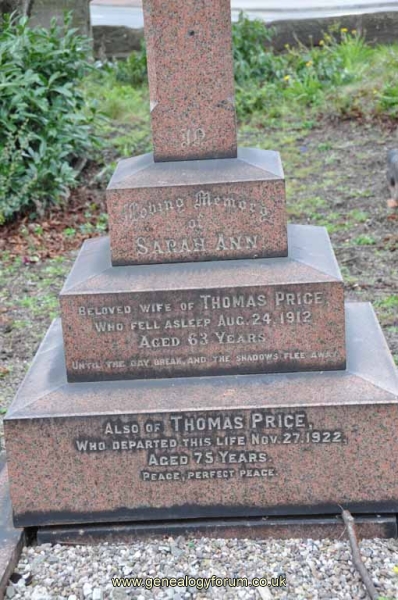 IN
Loving Memory
of
SARAH ANN
BELOVED WIFE OF THOMAS PRICE,
WHO FELL ASLEEP AUG. 24, 1912
AGED 63 YEARS
UNTIL THE DAY BREAK, AND THE SHADOWS FLEE AWAY.
ALSO OF THOMAS PRICE,
WHO DEPARTED THIS LIFE NOV. 27. 1922,
AGED 75 YEARS.
PEACE, PERFECT PEACE
www.genealogyforum.co.uk